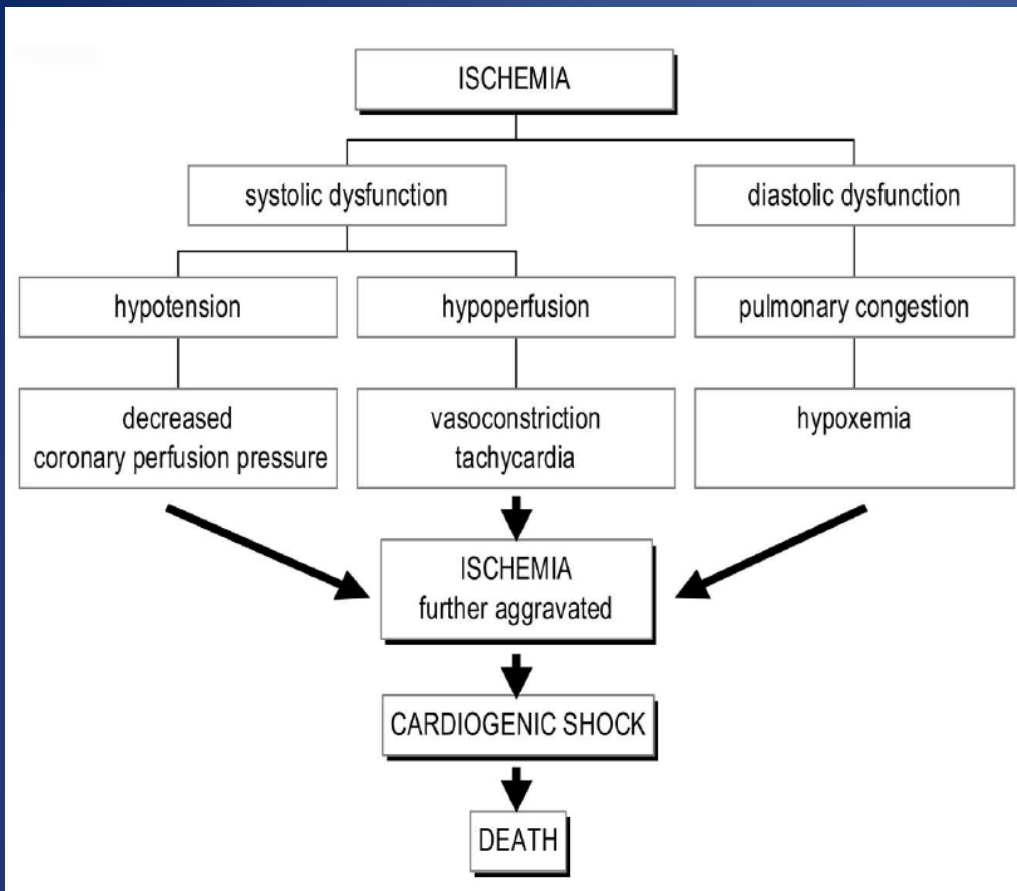 ISCHEMIA
systolic dysfunction
diastolic dysfunction
hypotension
hypoperfusion
pulmonary congestion
decreased
coronary perfusion pressure
vasoconstriction
tachycardia
hypoxemia
ISCHEMIA
further aggravated
CARDIOGENIC SHOCK
DEATH